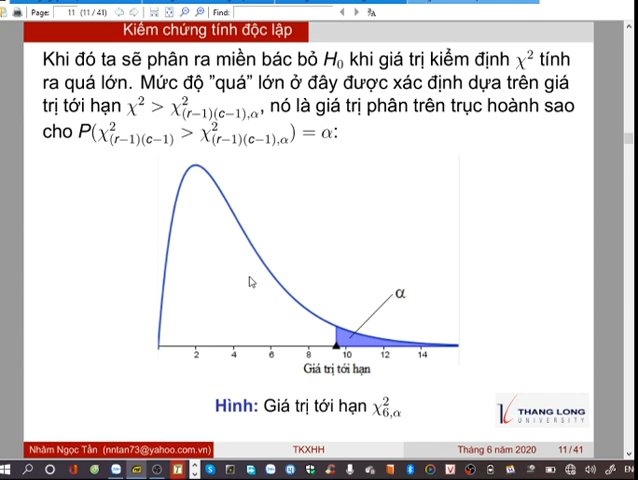 Page: 11 (11 / 41) Find:
Kiểm chứng tính độc lập
Khi đó ta sẽ phân ra miền bác bỏ H₀ khi giá trị kiểm định χ² tính
ra quá lớn. Mức độ ”quá” lớn ở đây được xác định dựa trên giá
trị tới hạn χ² > χ²₍ᵣ₋₁₎₍c₋₁₎,α, nó là giá trị phân trên trục hoành sao
cho P(χ²₍ᵣ₋₁₎₍c₋₁₎ > χ²₍ᵣ₋₁₎₍c₋₁₎,α) = α:
α
2 4 6 8 10 12 14
Giá trị tới hạn
Hình: Giá trị tới hạn χ²₆,α
THANG LONG
UNIVERSITY
Nhâm Ngọc Tần (nntan73@yahoo.com.vn) TKXHH Tháng 6 năm 2020 11 / 41